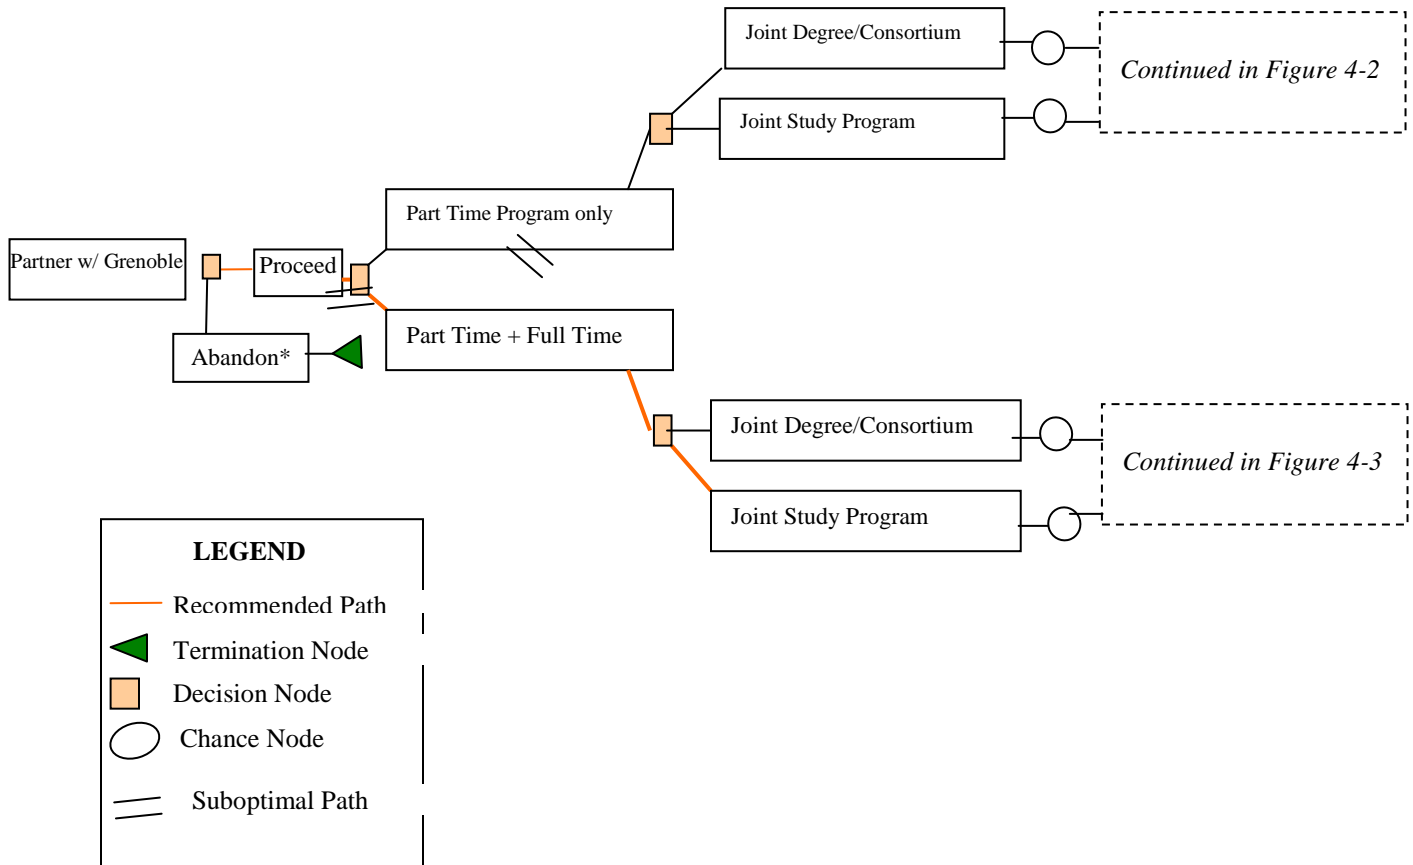 Joint Degree/Consortium
Continued in Figure 4-2
Joint Study Program
Part Time Program only
Partner w/ Grenoble
Proceed
Part Time + Full Time
Abandon*
Joint Degree/Consortium
Continued in Figure 4-3
Joint Study Program
LEGEND
Recommended Path
Termination Node
Decision Node
Chance Node
Suboptimal Path